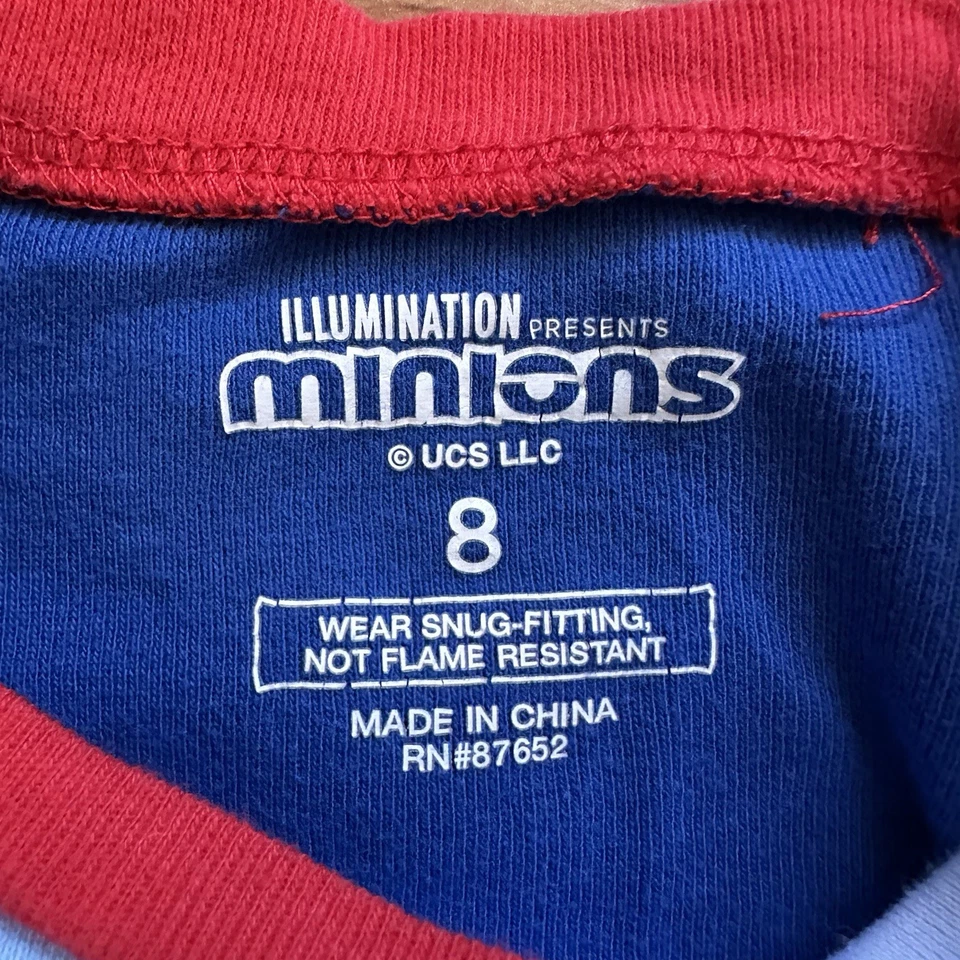 ILLUMINATION PRESENTS
minions
© UCS LLC
8
WEAR SNUG-FITTING,
NOT FLAME RESISTANT
MADE IN CHINA
RN#87652